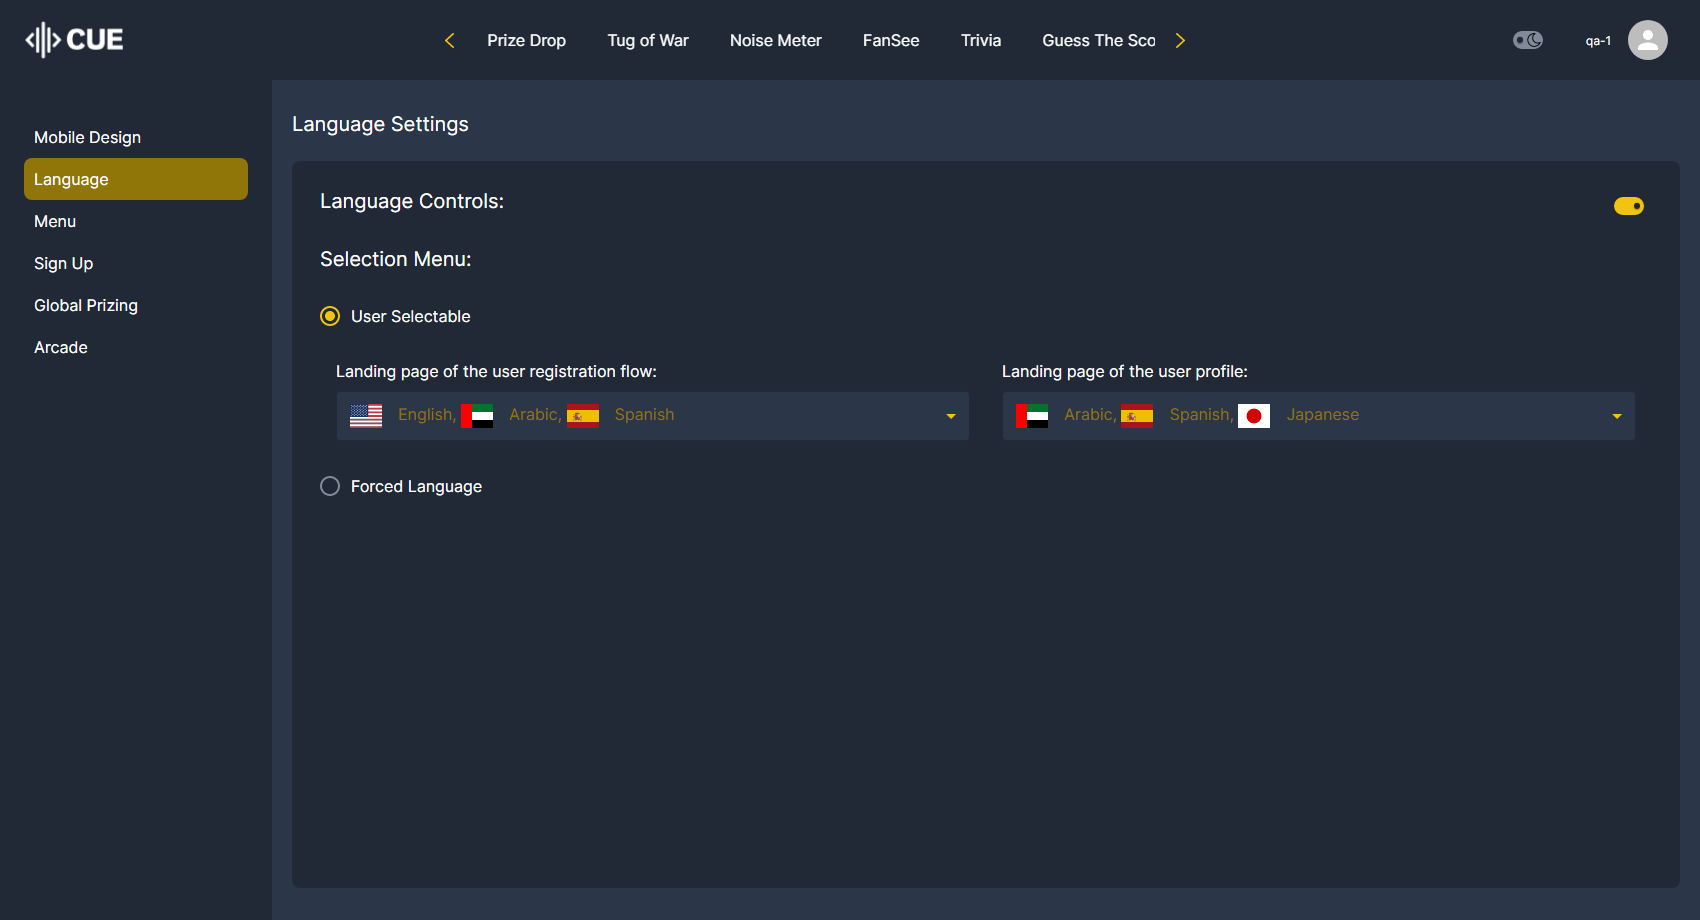 CUE
Prize Drop
Tug of War
Noise Meter
FanSee
Trivia
Guess The Sco
qa-1
Mobile Design
Language
Menu
Sign Up
Global Prizing
Arcade
Language Settings
Language Controls:
Selection Menu:
User Selectable
Landing page of the user registration flow:
English, Arabic, Spanish
Landing page of the user profile:
Arabic, Spanish, Japanese
Forced Language